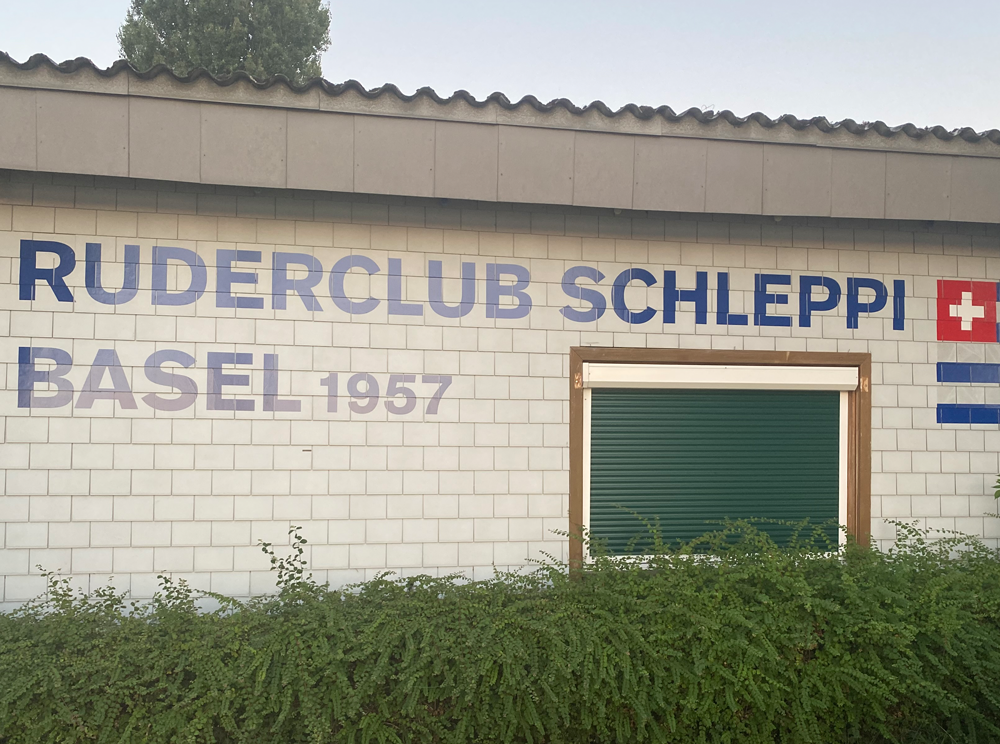 RUDERCLUB SCHLEPPI
BASEL 1957